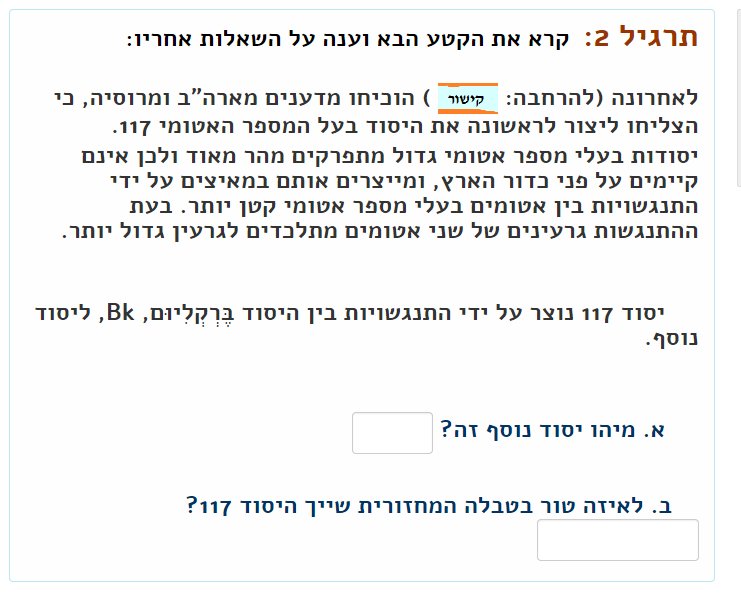 תרגיל 2: קרא את הקטע הבא וענה על השאלות אחריו:
לאחרונה (להרחבה: קישור ) הוכיחו מדענים מארה"ב ומרוסיה, כי
הצליחו ליצור לראשונה את היסוד בעל המספר האטומי 117.
יסודות בעלי מספר אטומי גדול מתפרקים מהר מאוד ולכן אינם
קיימים על פני כדור הארץ, ומייצרים אותם במאיצים על ידי
התנגשויות בין אטומים בעלי מספר אטומי קטן יותר. בעת
ההתנגשות גרעינים של שני אטומים מתלכדים לגרעין גדול יותר.
יסוד 117 נוצר על ידי התנגשויות בין היסוד בֶּרְקְלִיוּם, Bk, ליסוד
נוסף.
א. מיהו יסוד נוסף זה?
ב. לאיזה טור בטבלה המחזורית שייך היסוד 117?